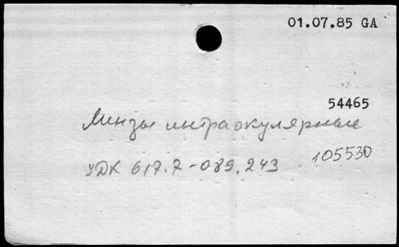 01.07.85 GA
54465
Линзы интраокулярные
105530
УДК 617.7-089.243